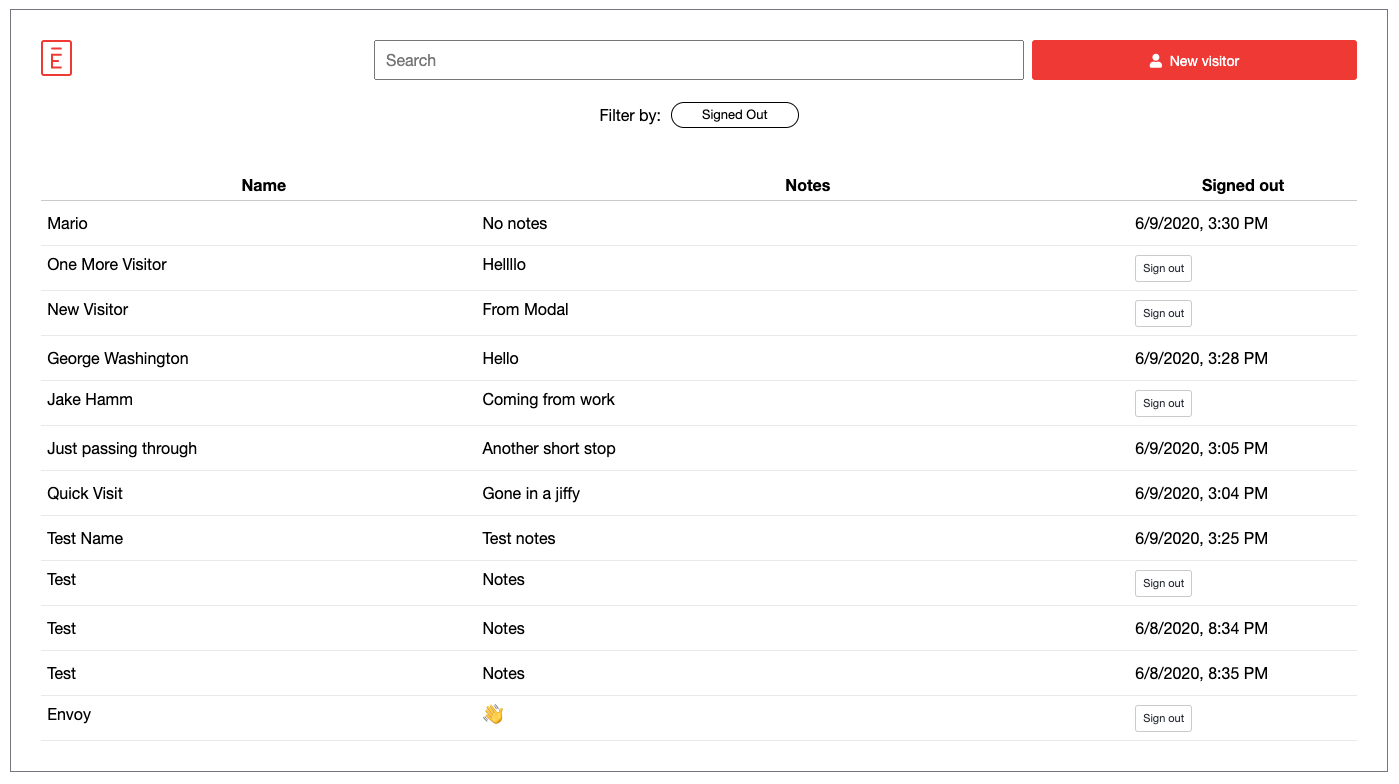 E
Search
New visitor
Filter by: Signed Out
Name Notes Signed out
Mario No notes 6/9/2020, 3:30 PM
One More Visitor Hellllo Sign out
New Visitor From Modal Sign out
George Washington Hello 6/9/2020, 3:28 PM
Jake Hamm Coming from work Sign out
Just passing through Another short stop 6/9/2020, 3:05 PM
Quick Visit Gone in a jiffy 6/9/2020, 3:04 PM
Test Name Test notes 6/9/2020, 3:25 PM
Test Notes Sign out
Test Notes 6/8/2020, 8:34 PM
Test Notes 6/8/2020, 8:35 PM
Envoy 👋 Sign out